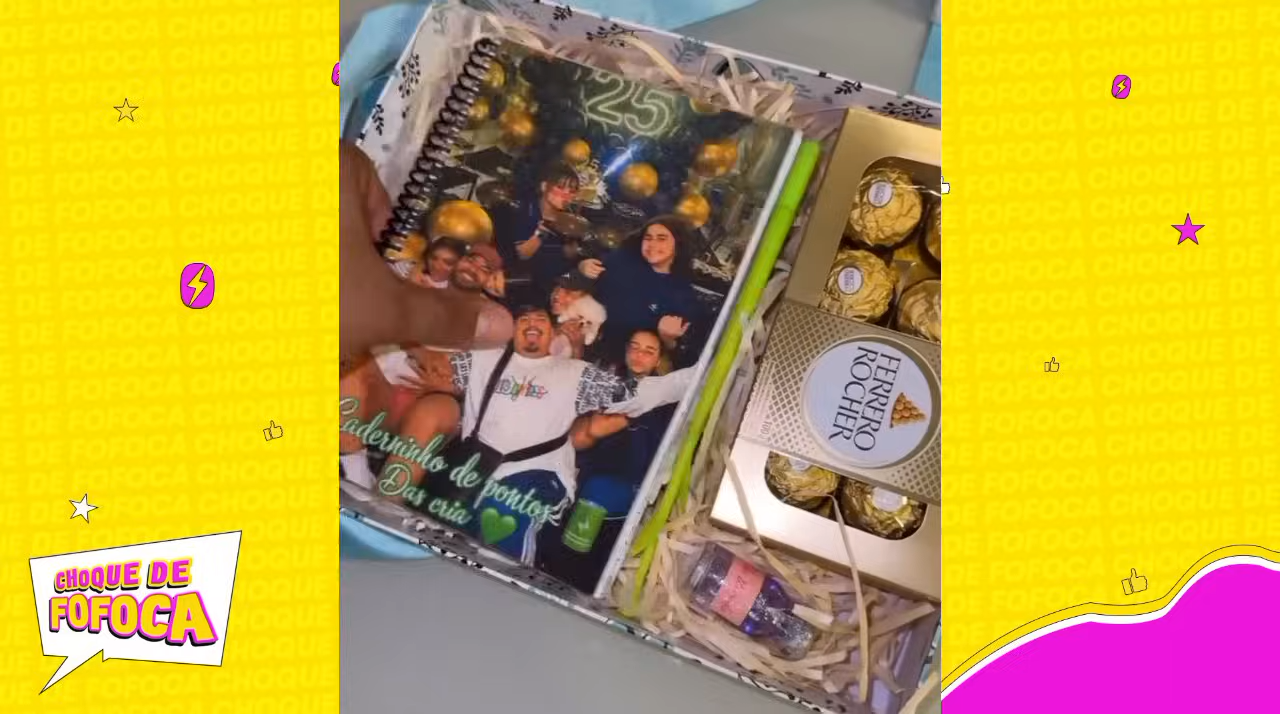 CHOQUE DE
FOFOCA
25
Caderninho de pontos
Das cria
FERRERO
ROCHER